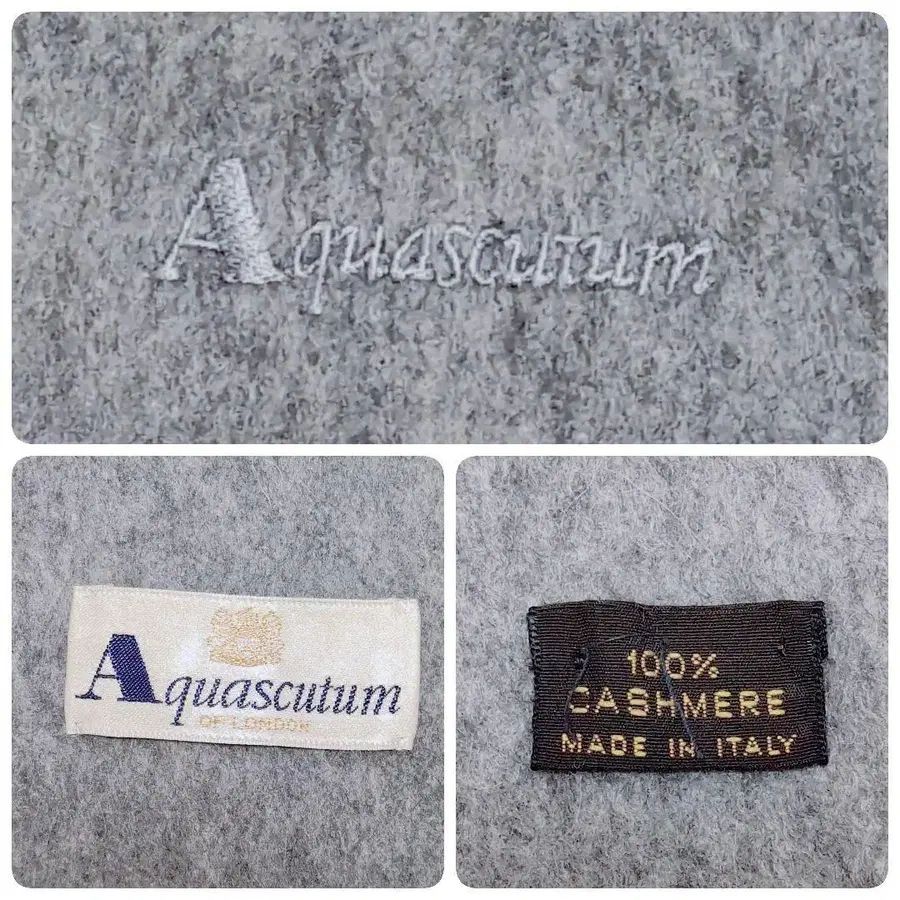 Aquascutum
Aquascutum
OF LONDON
100%
CASHMERE
MADE IN ITALY